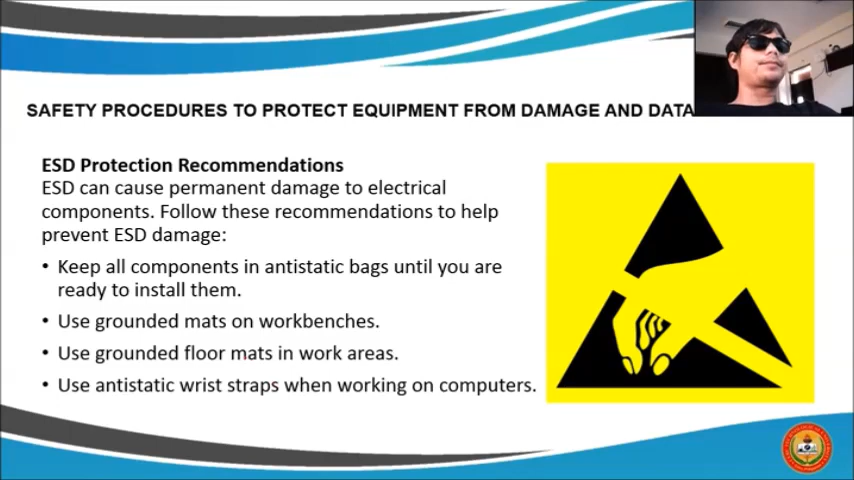 SAFETY PROCEDURES TO PROTECT EQUIPMENT FROM DAMAGE AND DATA
ESD Protection Recommendations
ESD can cause permanent damage to electrical
components. Follow these recommendations to help
prevent ESD damage:
• Keep all components in antistatic bags until you are
ready to install them.
• Use grounded mats on workbenches.
• Use grounded floor mats in work areas.
• Use antistatic wrist straps when working on computers.